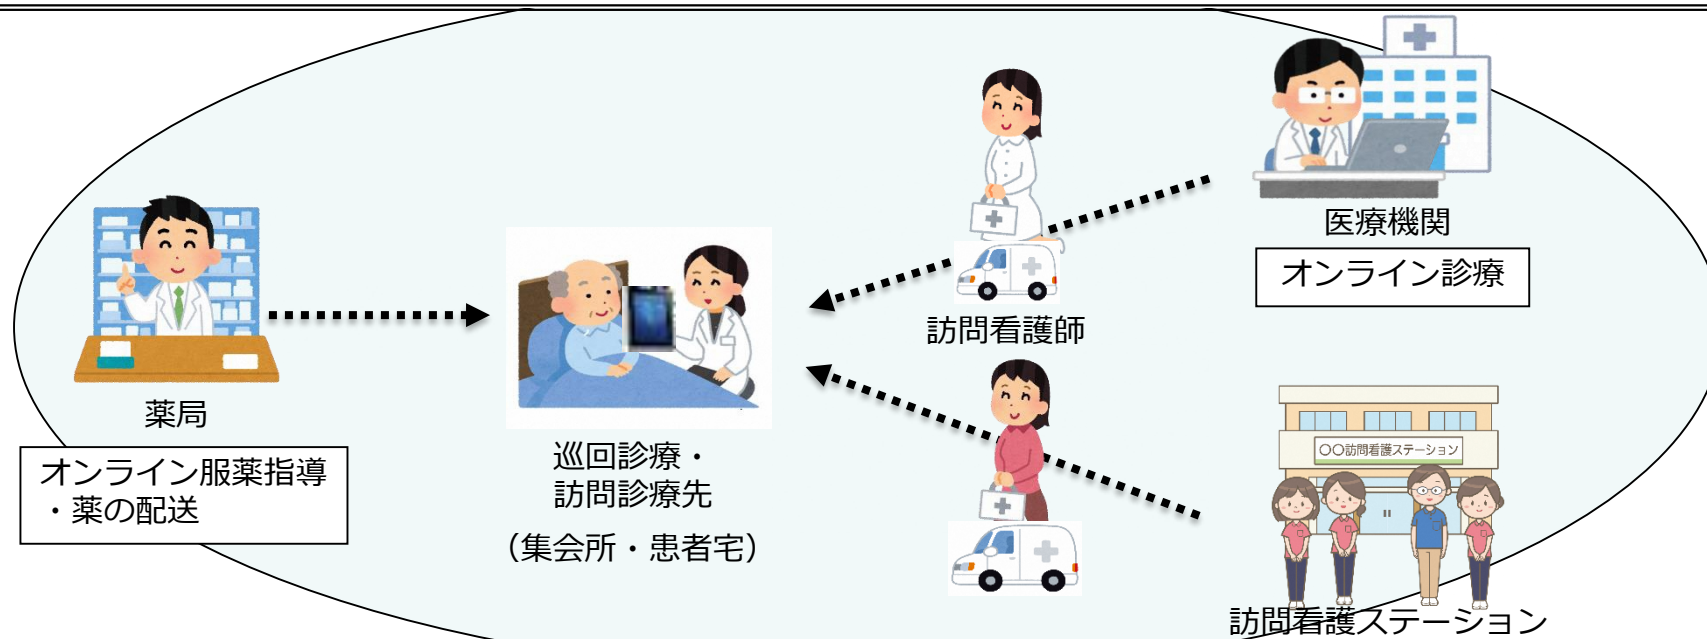 医療機関
オンライン診療
訪問看護師
薬局
オンライン服薬指導
・薬の配送
巡回診療・
訪問診療先
（集会所・患者宅）
〇〇訪問看護ステーション
訪問看護ステーション